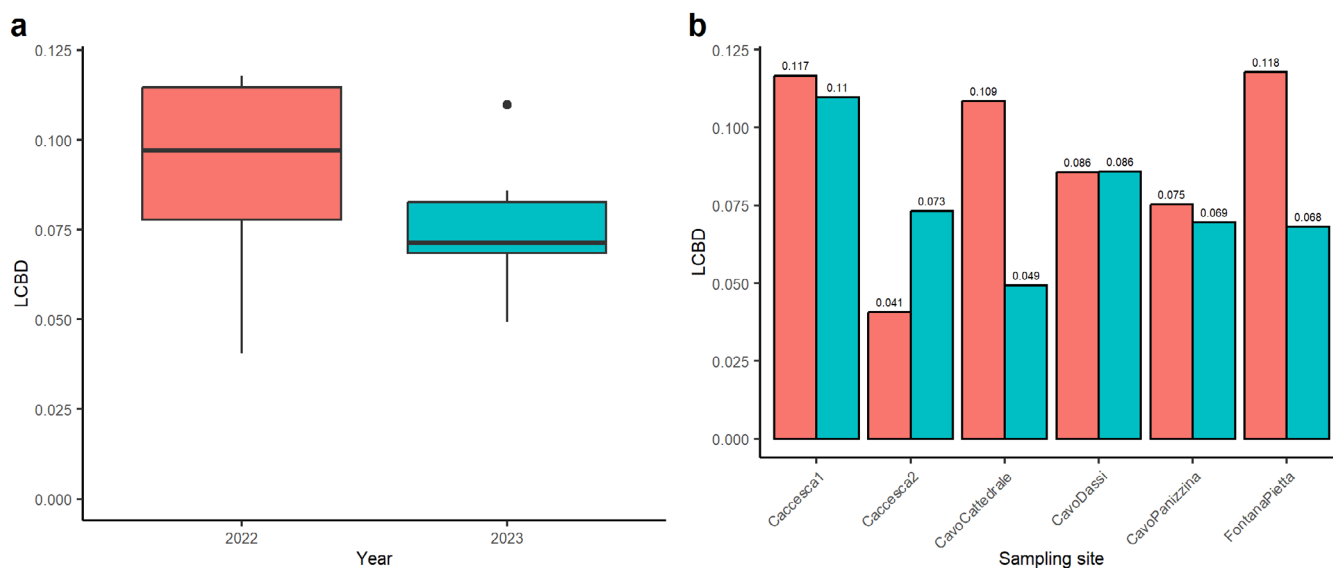 a
0.125
0.100
0.075
0.050
0.025
0.000
LCBD
2022
2023
Year
b
0.125
0.100
0.075
0.050
0.025
0.000
LCBD
0.117
0.11
0.041
0.073
0.109
0.049
0.086
0.086
0.075
0.069
0.118
0.068
Caccesca1
Caccesca2
CavoCattedrale
CavoDassi
CavoPanizzina
FontanaPietta
Sampling site